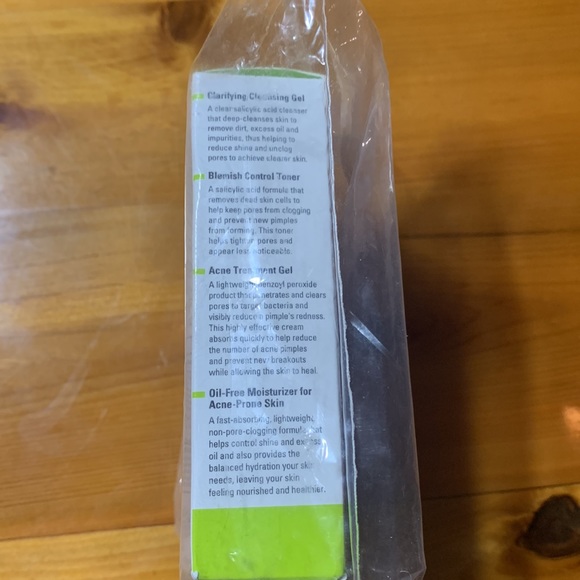 Clarifying Cleansing Gel
A clear salicylic acid cleanser
that deep-cleanses skin to
remove dirt, excess oil and
impurities, thus helping to
reduce shine and unclog
pores to achieve clearer skin.
Blemish Control Toner
A salicylic acid formula that
removes dead skin cells to
help keep pores from clogging
and prevent new pimples
from forming. This toner
helps tighten pores and
appear less noticeable.
Acne Treatment Gel
A lightweight benzoyl peroxide
product that penetrates and clears
pores to target bacteria and
visibly reduce a pimple's redness.
This highly effective cream
absorbs quickly to help reduce
the number of acne pimples
and prevent new breakouts
while allowing the skin to heal.
Oil-Free Moisturizer for
Acne-Prone Skin
A fast-absorbing, lightweight,
non-pore-clogging formula that
helps control shine and excess
oil and also provides the
balanced hydration your skin
needs, leaving your skin
feeling nourished and healthier.